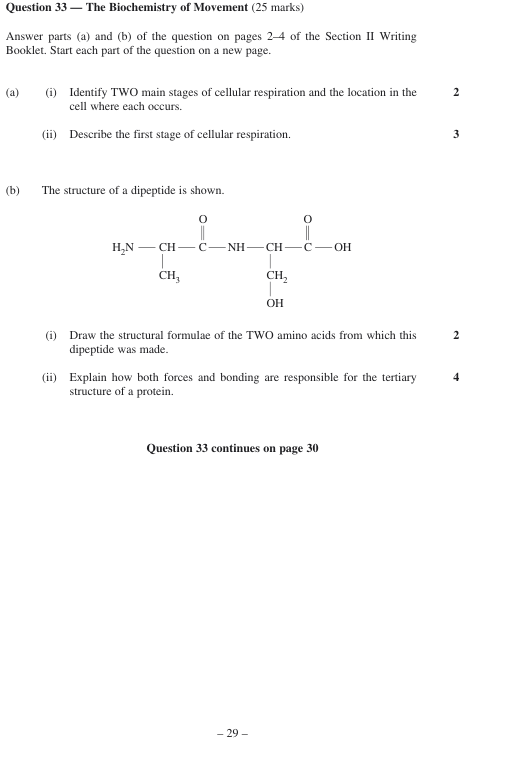 Question 33 — The Biochemistry of Movement (25 marks)
Answer parts (a) and (b) of the question on pages 2–4 of the Section II Writing
Booklet. Start each part of the question on a new page.
(a) (i) Identify TWO main stages of cellular respiration and the location in the 2
cell where each occurs.
(ii) Describe the first stage of cellular respiration. 3
(b) The structure of a dipeptide is shown.
O O
H₂N — CH — C — NH — CH — C — OH
CH₃ CH₂
OH
(i) Draw the structural formulae of the TWO amino acids from which this 2
dipeptide was made.
(ii) Explain how both forces and bonding are responsible for the tertiary 4
structure of a protein.
Question 33 continues on page 30
– 29 –